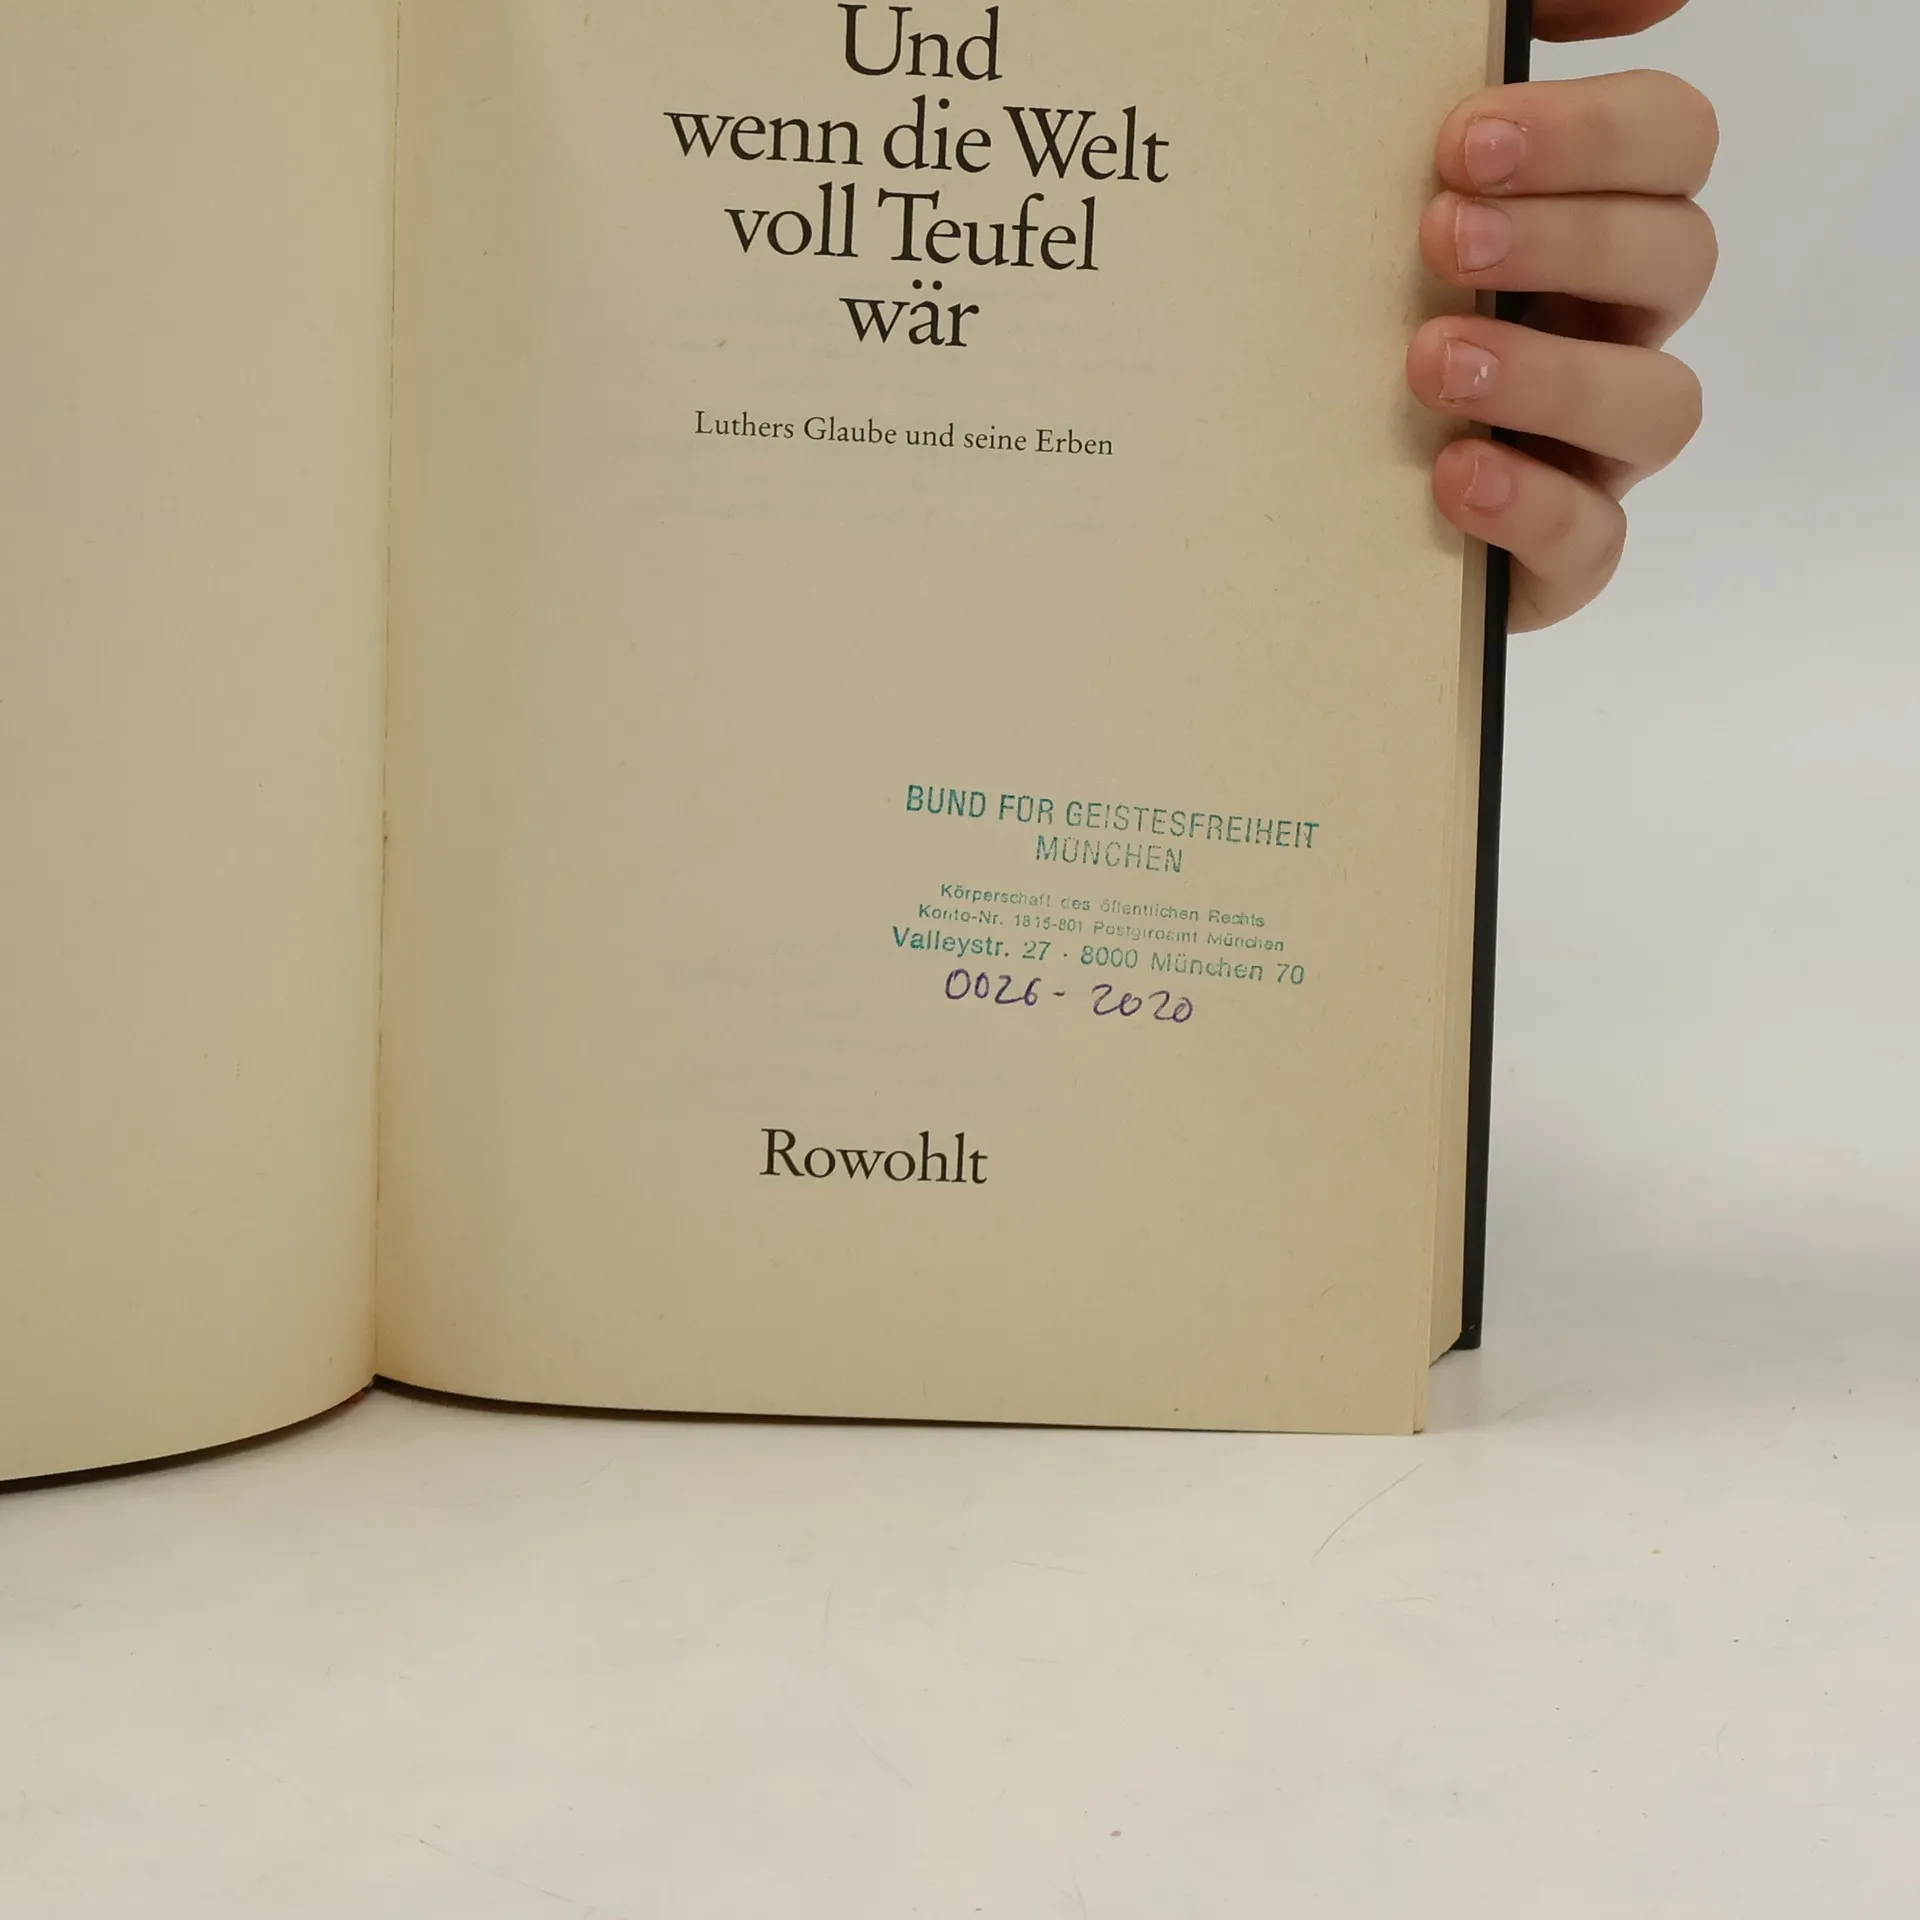 Und
wenn die Welt
voll Teufel
wär
Luthers Glaube und seine Erben
BUND FÜR GEISTESFREIHEIT
MÜNCHEN
Körperschaft des öffentlichen Rechts
Konto-Nr. 1815-801 Postgiroamt München
Valleystr. 27 · 8000 München 70
0026 - 2020
Rowohlt